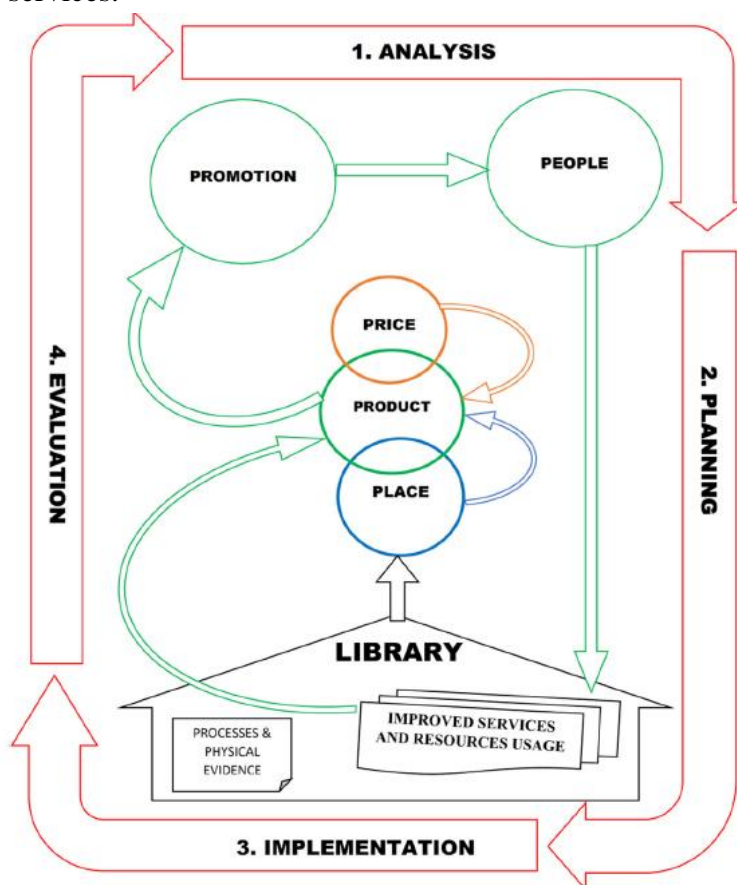 services.
1. ANALYSIS
PROMOTION
PEOPLE
PRICE
PRODUCT
PLACE
2. PLANNING
4. EVALUATION
LIBRARY
PROCESSES &
PHYSICAL
EVIDENCE
IMPROVED SERVICES
AND RESOURCES USAGE
3. IMPLEMENTATION